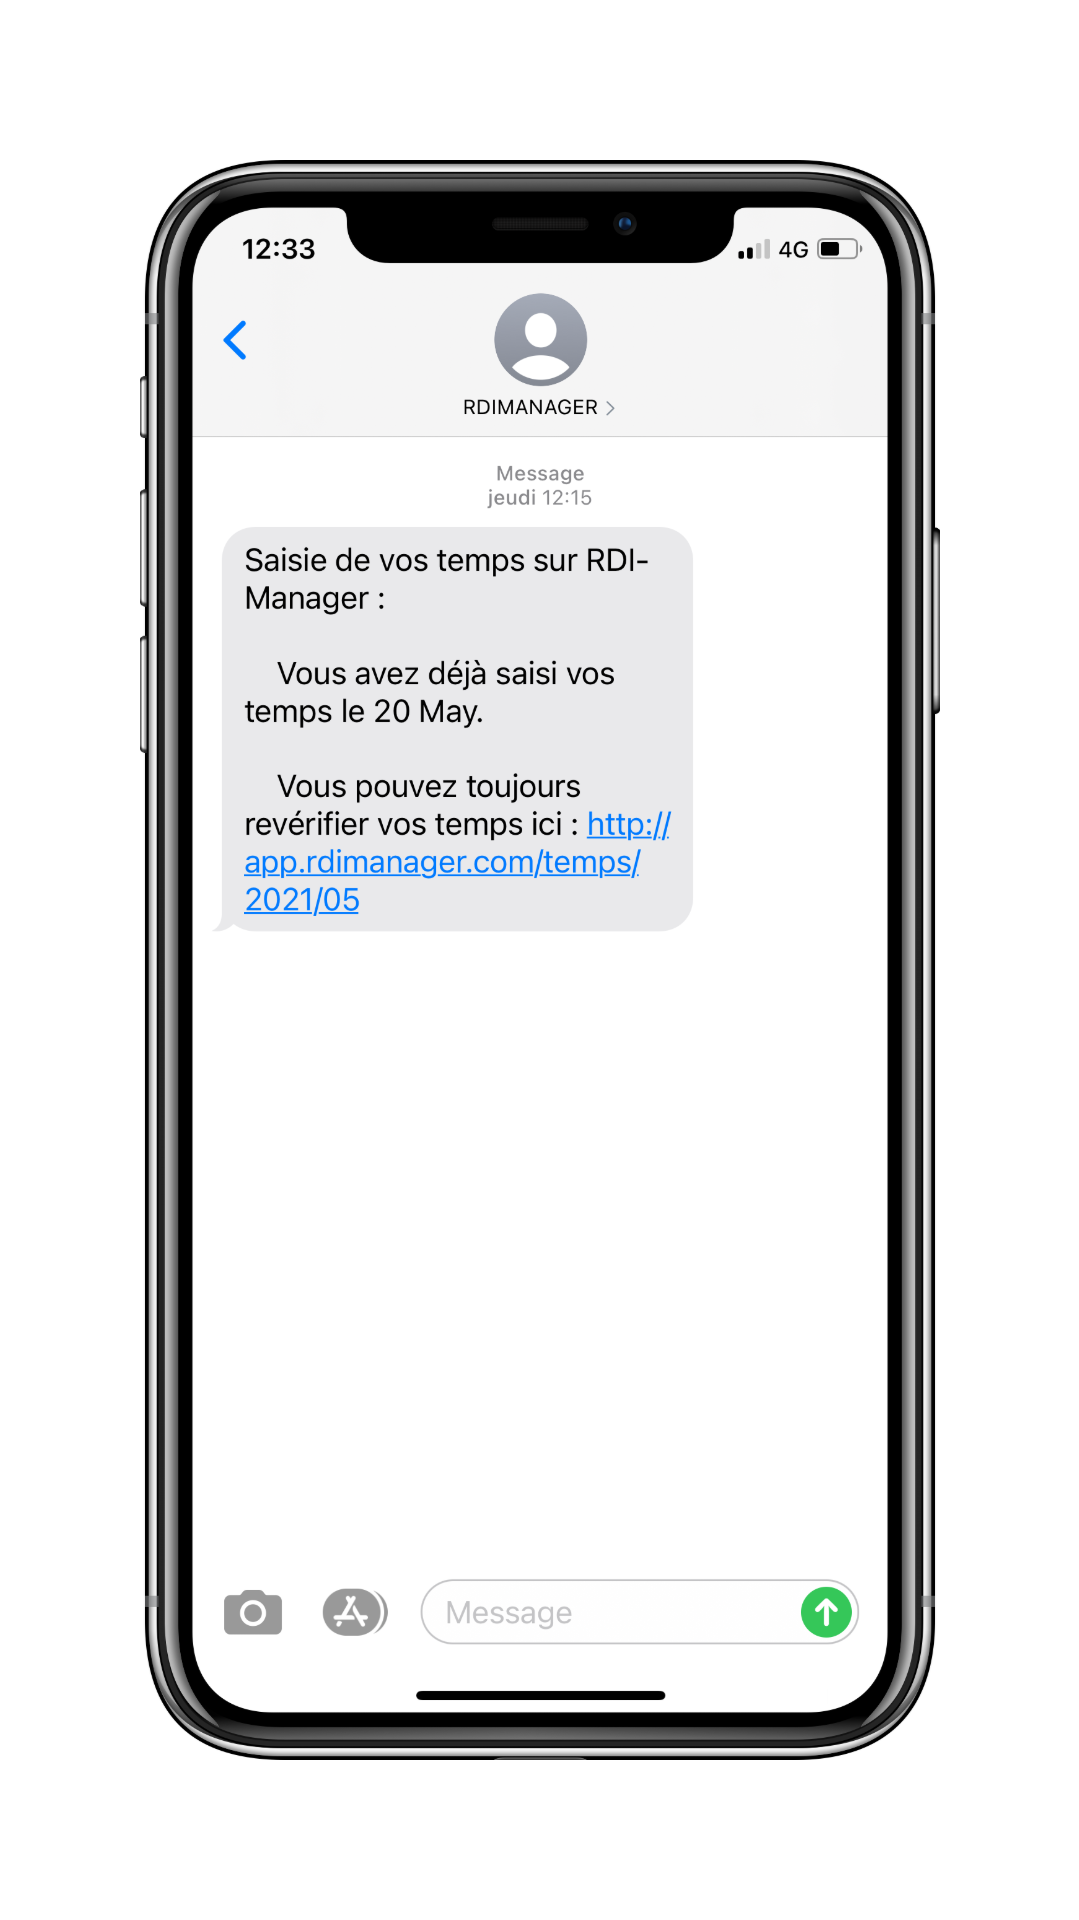 12:33
4G
RDIMANAGER
Message
jeudi 12:15
Saisie de vos temps sur RDI-
Manager :
Vous avez déjà saisi vos
temps le 20 May.
Vous pouvez toujours
revérifier vos temps ici : http://
app.rdimanager.com/temps/
2021/05
Message